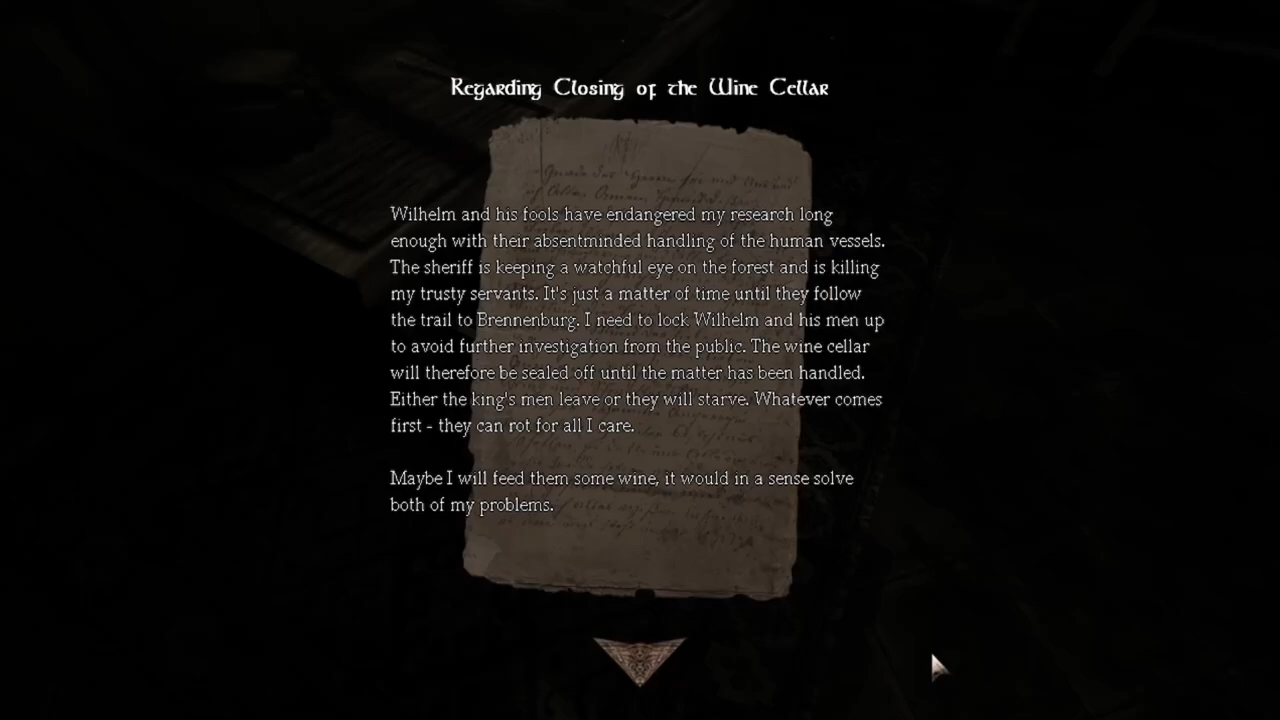 Regarding Closing of the Wine Cellar
Wilhelm and his fools have endangered my research long
enough with their absentminded handling of the human vessels.
The sheriff is keeping a watchful eye on the forest and is killing
my trusty servants. It's just a matter of time until they follow
the trail to Brennenburg. I need to lock Wilhelm and his men up
to avoid further investigation from the public. The wine cellar
will therefore be sealed off until the matter has been handled.
Either the king's men leave or they will starve. Whatever comes
first - they can rot for all I care.
Maybe I will feed them some wine, it would in a sense solve
both of my problems.